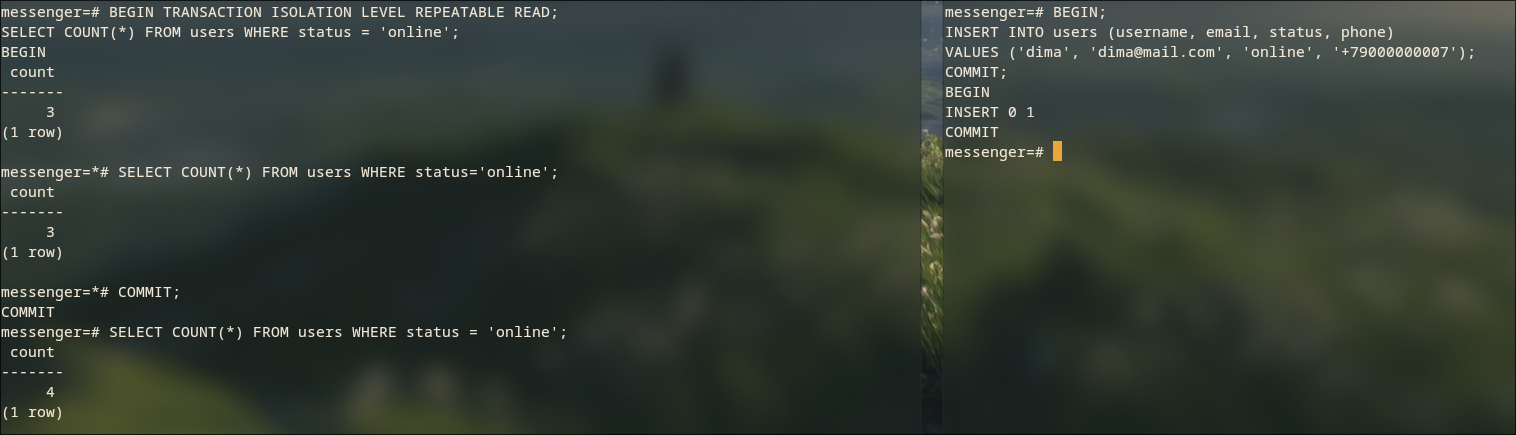 messenger=# BEGIN TRANSACTION ISOLATION LEVEL REPEATABLE READ;
SELECT COUNT(*) FROM users WHERE status = 'online';
BEGIN
 count
-------
     3
(1 row)

messenger=*# SELECT COUNT(*) FROM users WHERE status='online';
 count
-------
     3
(1 row)

messenger=*# COMMIT;
COMMIT
messenger=# SELECT COUNT(*) FROM users WHERE status = 'online';
 count
-------
     4
(1 row)

messenger=# BEGIN;
INSERT INTO users (username, email, status, phone)
VALUES ('dima', 'dima@mail.com', 'online', '+79000000007');
COMMIT;
BEGIN
INSERT 0 1
COMMIT
messenger=#